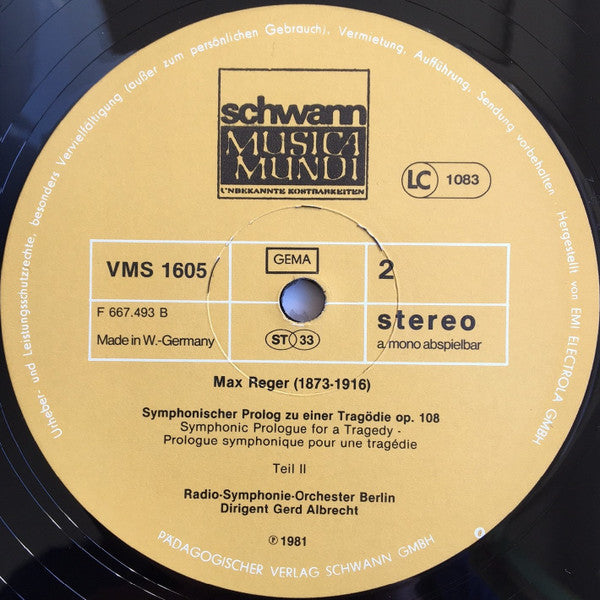 Urheber- und Leistungsschutzrechte, besonders Vervielfältigung (außer zum persönlichen Gebrauch), Vermietung, Aufführung, Sendung vorbehalten. Hergestellt von EMI ELECTROLA GMBH
schwann
MUSICA
MUNDI
UNBEKANNTE KOSTBARKEITEN
LC 1083
VMS 1605
GEMA
2
F 667.493 B
stereo
Made in W.-Germany
ST 33
a.mono abspielbar
Max Reger (1873-1916)
Symphonischer Prolog zu einer Tragödie op. 108
Symphonic Prologue for a Tragedy -
Prologue symphonique pour une tragédie
Teil II
Radio-Symphonie-Orchester Berlin
Dirigent Gerd Albrecht
℗ 1981
PÄDAGOGISCHER VERLAG SCHWANN GMBH